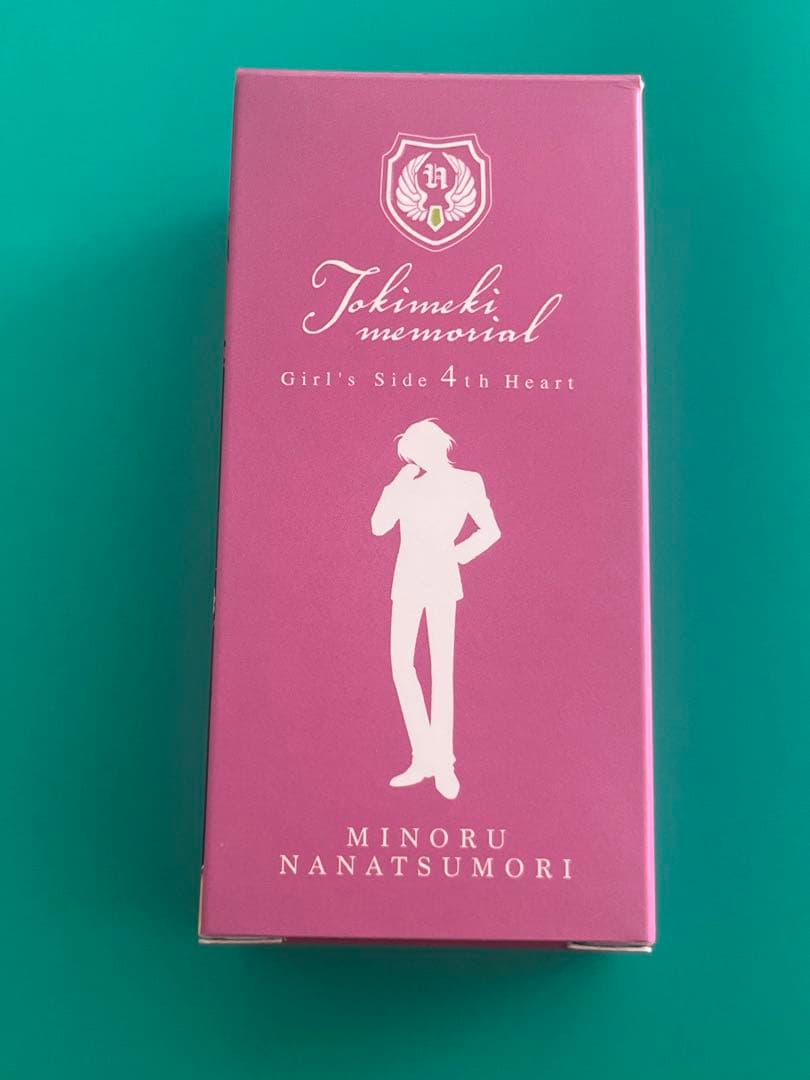 N
Tokimeki
memorial
Girl's Side 4th Heart
MINORU
NANATSUMORI